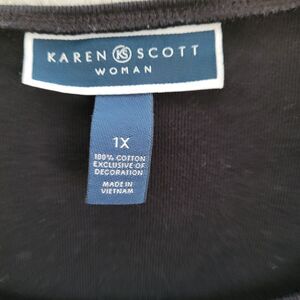 KAREN KS SCOTT
WOMAN
1X
100% COTTON
EXCLUSIVE OF
DECORATION
MADE IN
VIETNAM